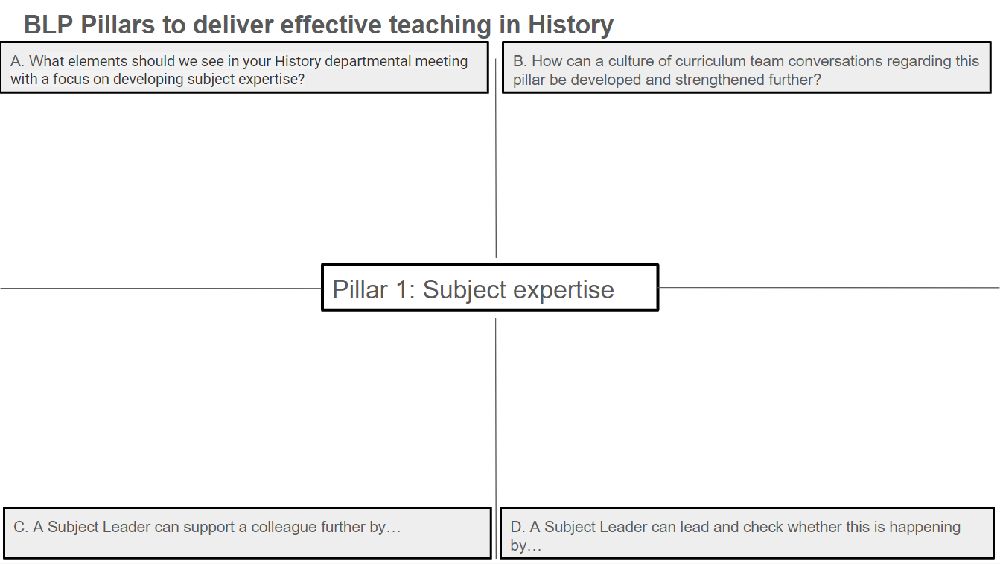 BLP Pillars to deliver effective teaching in History
A. What elements should we see in your History departmental meeting
with a focus on developing subject expertise?
B. How can a culture of curriculum team conversations regarding this
pillar be developed and strengthened further?
Pillar 1: Subject expertise
C. A Subject Leader can support a colleague further by…
D. A Subject Leader can lead and check whether this is happening
by…